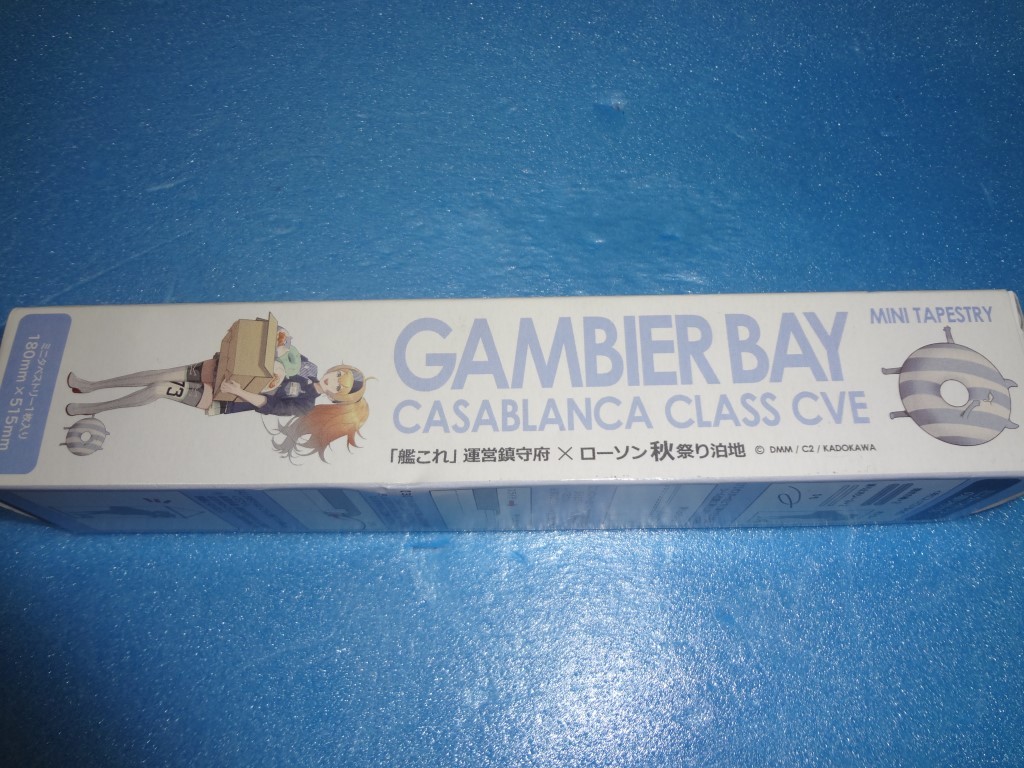 ミニタペストリー1枚入り
180mm×515mm
73
GAMBIER BAY
MINI TAPESTRY
CASABLANCA CLASS CVE
「艦これ」運営鎮守府 × ローソン 秋祭り泊地 © DMM / C2 / KADOKAWA